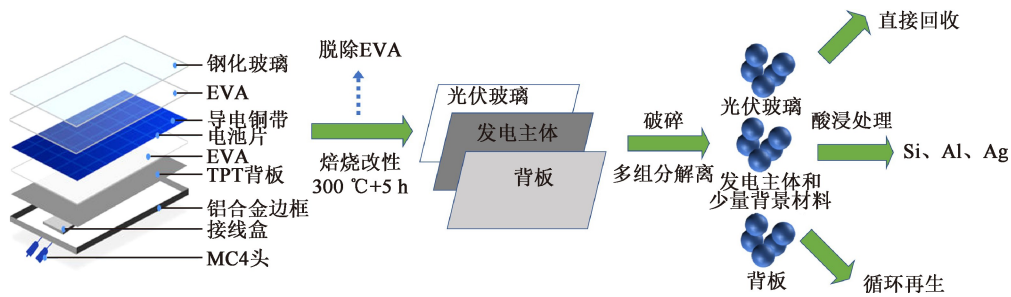 钢化玻璃
EVA
导电铜带
电池片
EVA
TPT背板
铝合金边框
接线盒
MC4头
脱除EVA
焙烧改性
300 ℃+5 h
光伏玻璃
发电主体
背板
破碎
多组分解离
光伏玻璃
发电主体和
少量背景材料
背板
直接回收
酸浸处理
Si、Al、Ag
循环再生